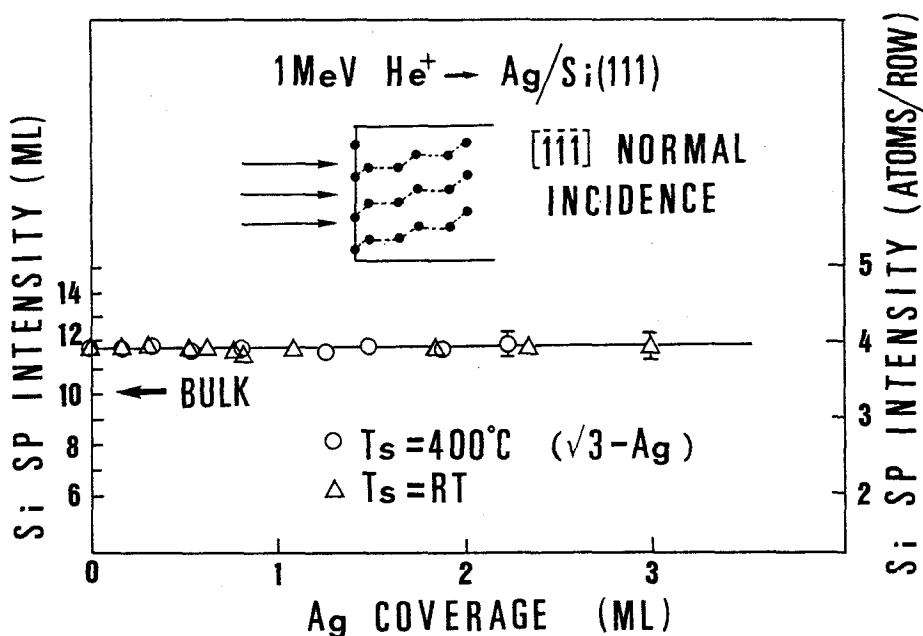 1MeV He⁺ → Ag/Si(111)
[1̄1̄1̄] NORMAL
INCIDENCE
Si SP INTENSITY (ML)
Si SP INTENSITY (ATOMS/ROW)
14
12
10
8
6
5
4
3
2
← BULK
○ Ts=400°C (√3-Ag)
△ Ts=RT
0 1 2 3
Ag COVERAGE (ML)